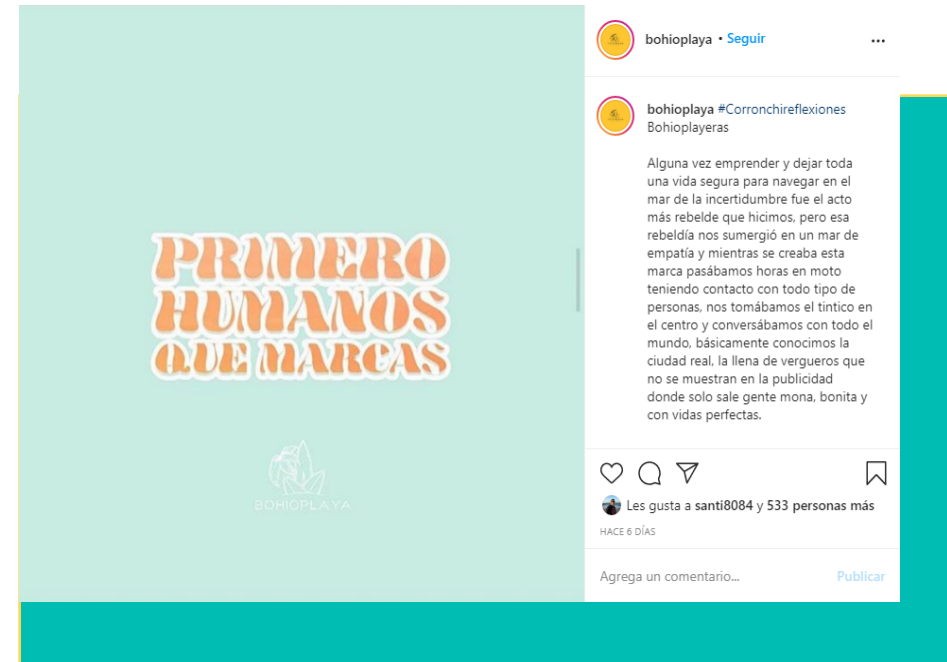 PRIMERO
HUMANOS
QUE MARCAS
BOHIOPLAYA
bohioplaya • Seguir
bohioplaya #Corronchireflexiones
Bohioplayeras
Alguna vez emprender y dejar toda
una vida segura para navegar en el
mar de la incertidumbre fue el acto
más rebelde que hicimos, pero esa
rebeldía nos sumergió en un mar de
empatía y mientras se creaba esta
marca pasábamos horas en moto
teniendo contacto con todo tipo de
personas, nos tomábamos el tintico en
el centro y conversábamos con todo el
mundo, básicamente conocimos la
ciudad real, la llena de vergueros que
no se muestran en la publicidad
donde solo sale gente mona, bonita y
con vidas perfectas.
Les gusta a santi8084 y 533 personas más
HACE 6 DÍAS
Agrega un comentario...
Publicar